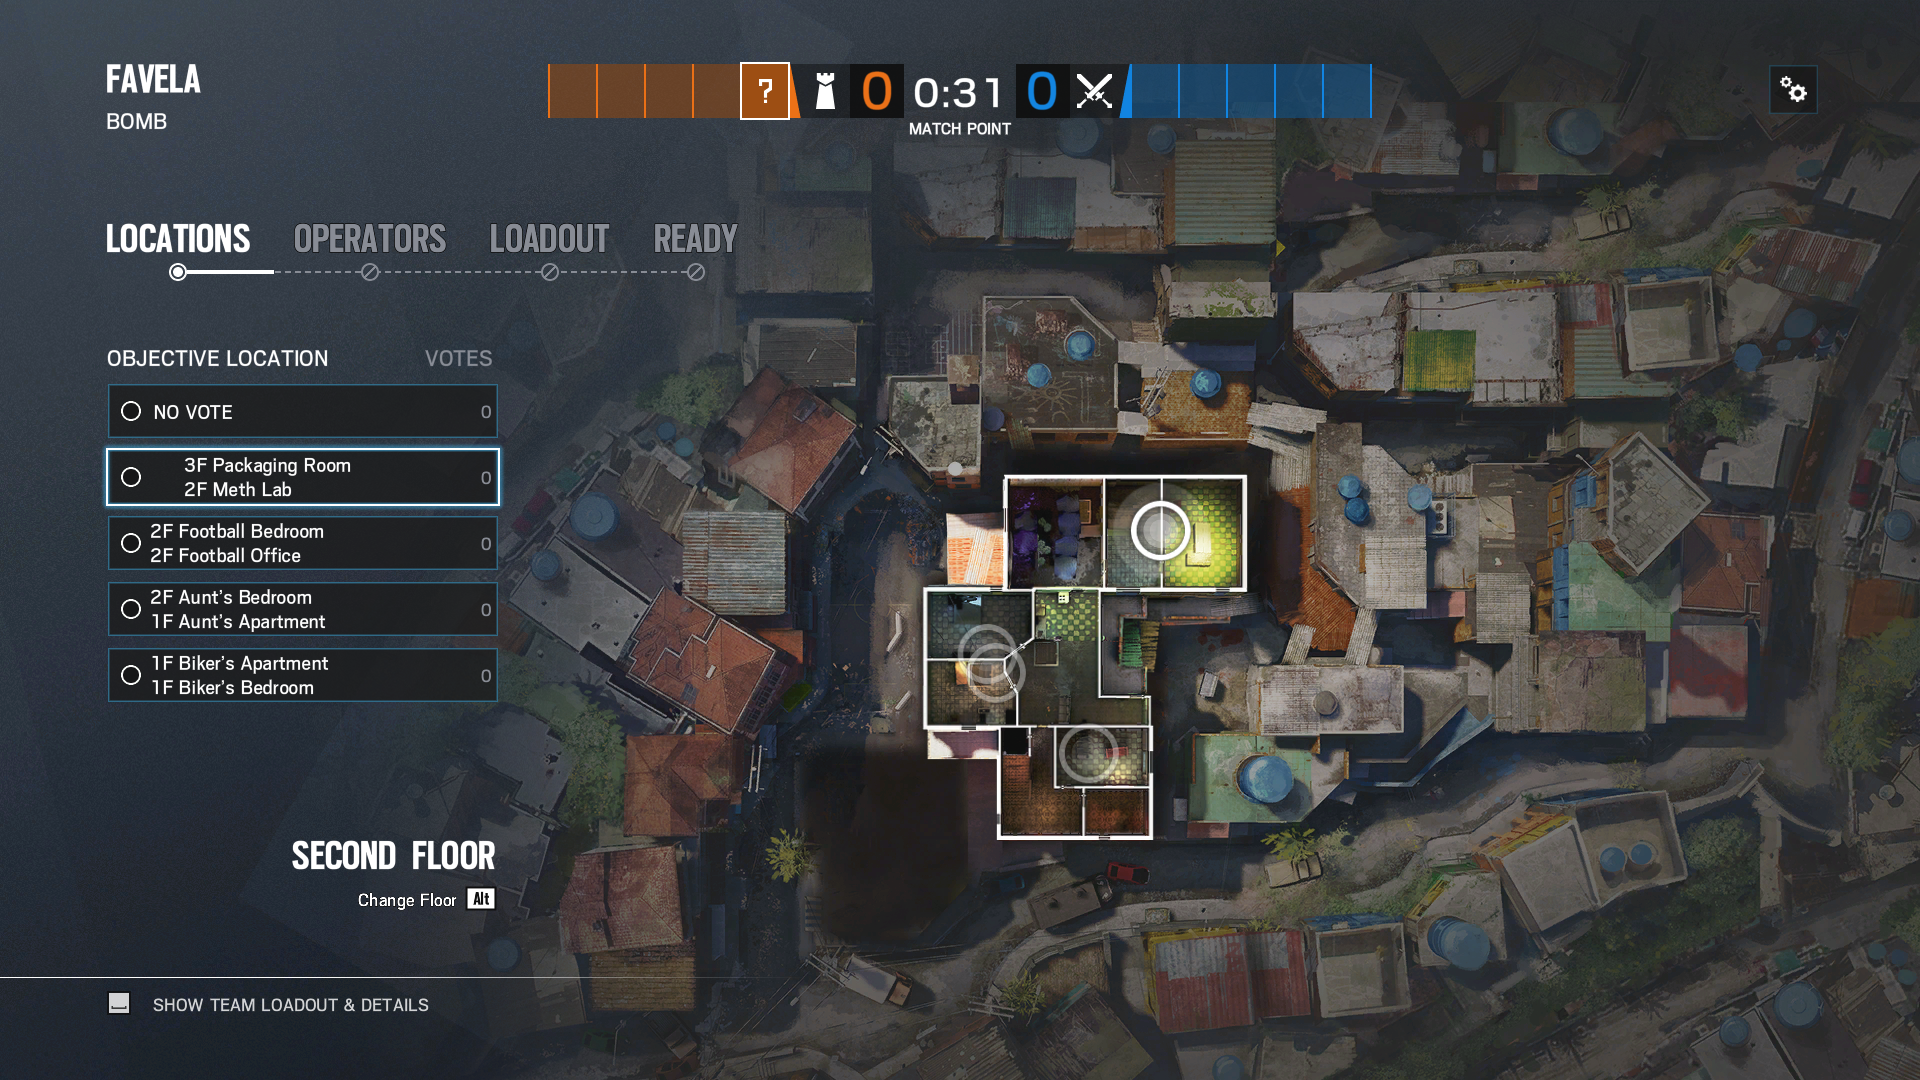 FAVELA
BOMB
?
0
0:31
0
MATCH POINT
LOCATIONS
OPERATORS
LOADOUT
READY
OBJECTIVE LOCATION
VOTES
NO VOTE
0
3F Packaging Room
2F Meth Lab
0
2F Football Bedroom
2F Football Office
0
2F Aunt's Bedroom
1F Aunt's Apartment
0
1F Biker's Apartment
1F Biker's Bedroom
0
SECOND FLOOR
Change Floor Alt
SHOW TEAM LOADOUT & DETAILS